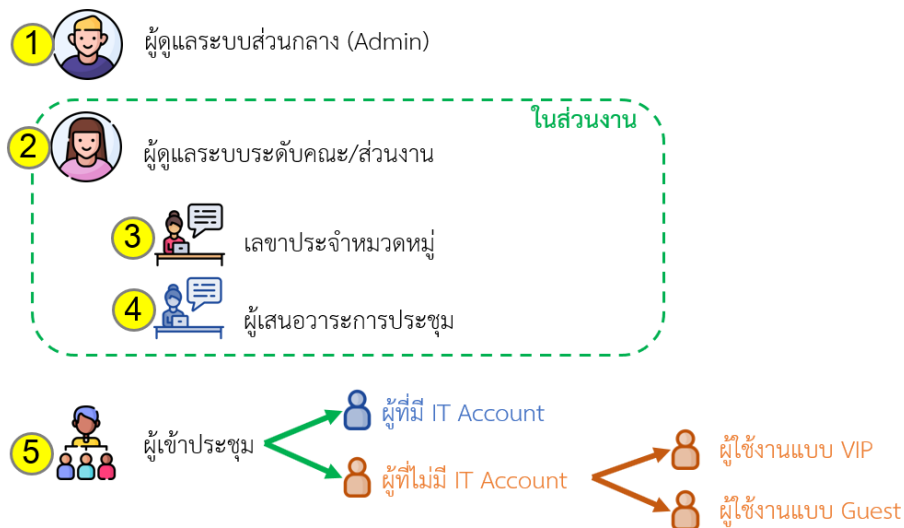 1 ผู้ดูแลระบบส่วนกลาง (Admin)
ในส่วนงาน
2 ผู้ดูแลระบบระดับคณะ/ส่วนงาน
3 เลขาประจำหมวดหมู่
4 ผู้เสนอวาระการประชุม
5 ผู้เข้าประชุม
ผู้ที่มี IT Account
ผู้ที่ไม่มี IT Account
ผู้ใช้งานแบบ VIP
ผู้ใช้งานแบบ Guest